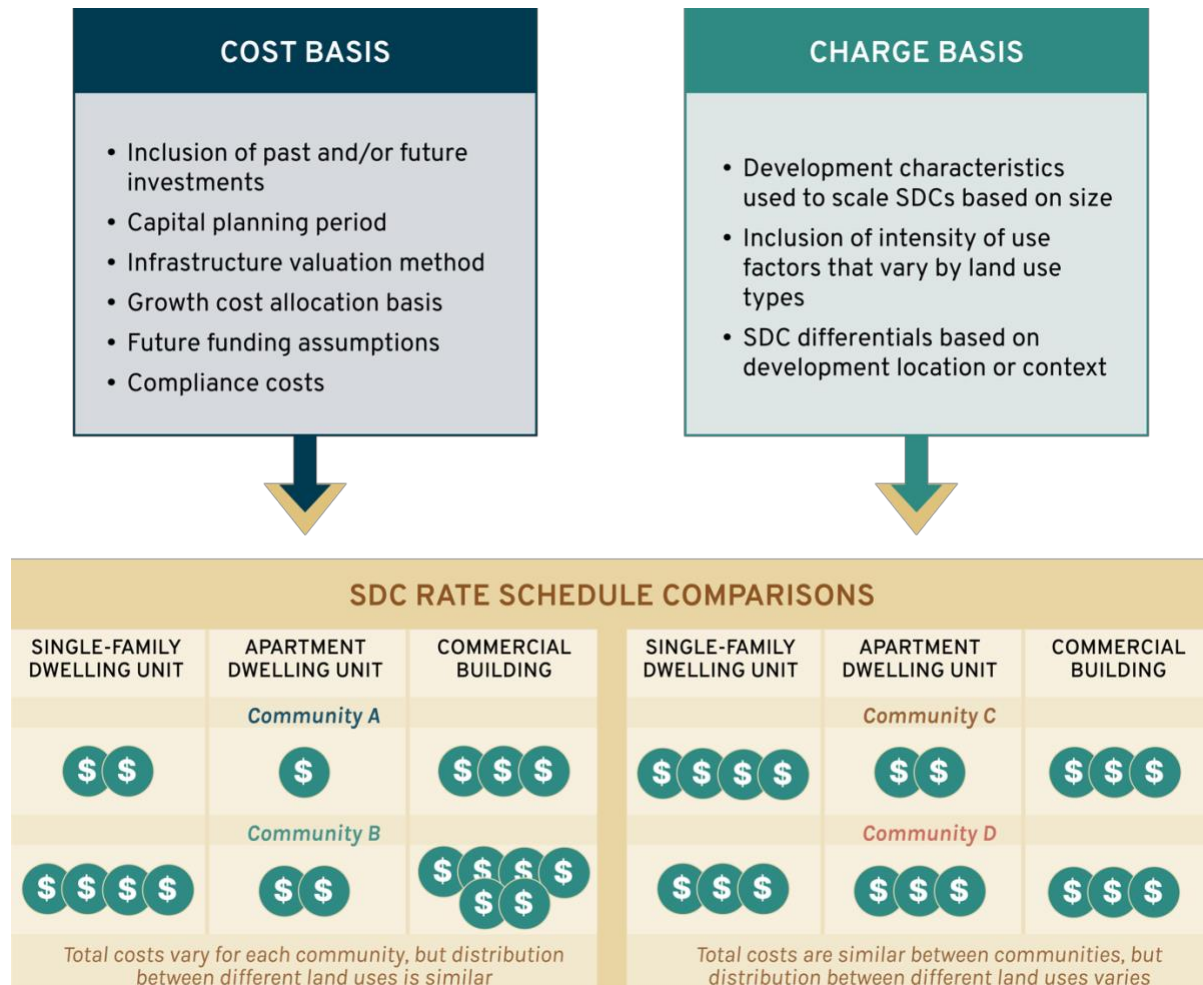 COST BASIS
• Inclusion of past and/or future
investments
• Capital planning period
• Infrastructure valuation method
• Growth cost allocation basis
• Future funding assumptions
• Compliance costs
CHARGE BASIS
• Development characteristics
used to scale SDCs based on size
• Inclusion of intensity of use
factors that vary by land use
types
• SDC differentials based on
development location or context
SDC RATE SCHEDULE COMPARISONS
SINGLE-FAMILY
DWELLING UNIT
APARTMENT
DWELLING UNIT
COMMERCIAL
BUILDING
Community A
$ $
$
$ $ $
Community B
$ $ $ $
$ $
$ $ $ $
$ $
Total costs vary for each community, but distribution
between different land uses is similar
SINGLE-FAMILY
DWELLING UNIT
APARTMENT
DWELLING UNIT
COMMERCIAL
BUILDING
Community C
$ $ $ $
$ $
$ $ $
Community D
$ $ $
$ $ $
$ $ $
Total costs are similar between communities, but
distribution between different land uses varies